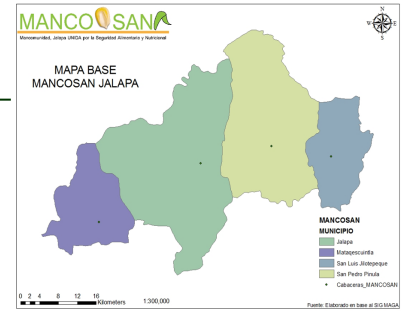 MANCOSAN
Mancomunidad, Jalapa UNIDA por la Seguridad Alimentaria y Nutricional
N
W E
S
MAPA BASE
MANCOSAN JALAPA
MANCOSAN
MUNICIPIO
Jalapa
Mataqescuintla
San Luis Jilotepeque
San Pedro Pinula
Cabaceras_MANCOSAN
0 2 4 8 12 16
Kilometers
1:300,000
Fuente: Elaborado en base al SIG MAGA